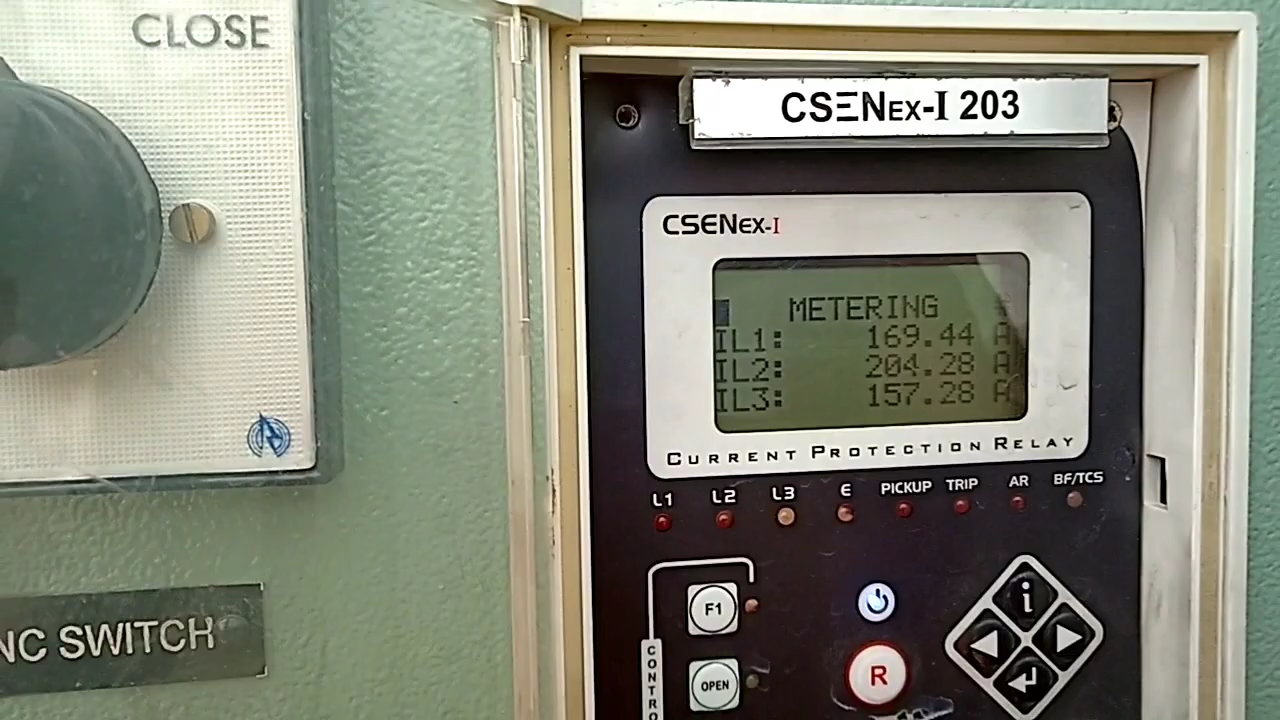 CLOSE
NC SWITCH
CSENEX-I 203
CSENEX-I
METERING
IL1: 169.44 A
IL2: 204.28 A
IL3: 157.28 A
CURRENT PROTECTION RELAY
L1 L2 L3 E PICKUP TRIP AR BF/TCS
F1
i
R
OPEN
CONTRO